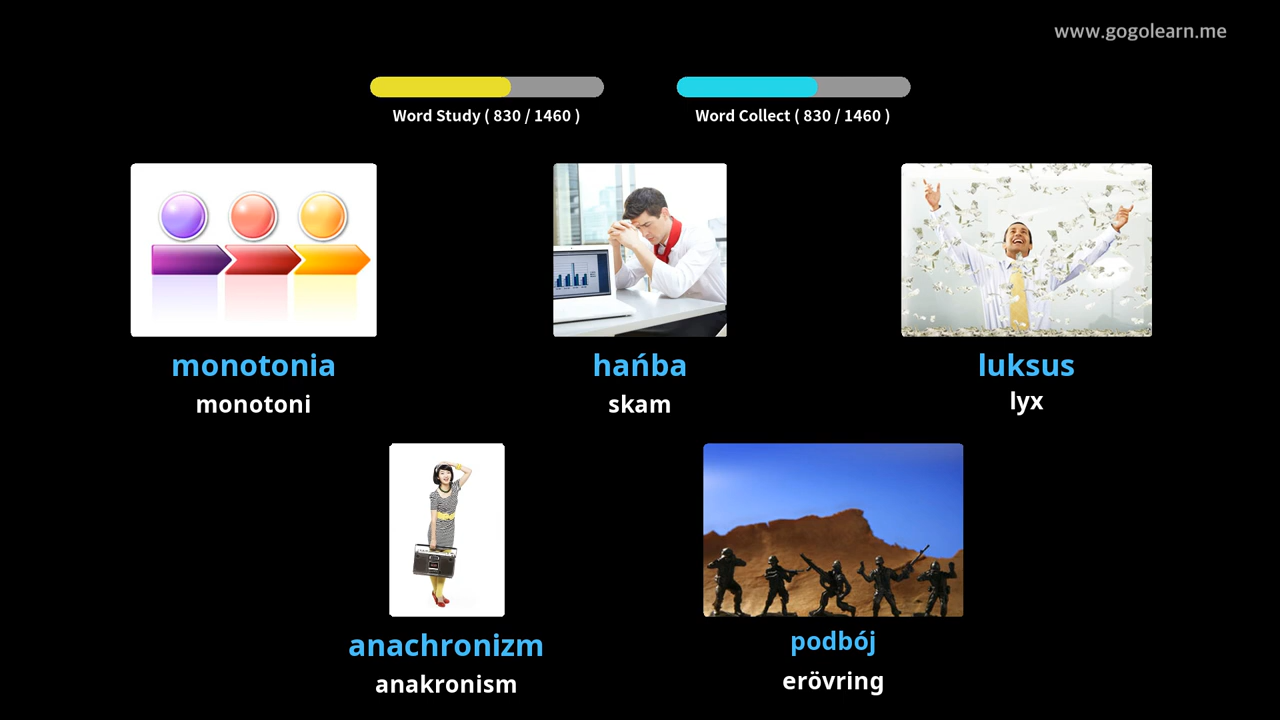 www.gogolearn.me
Word Study ( 830 / 1460 )
Word Collect ( 830 / 1460 )
monotonia
monotoni
hańba
skam
luksus
lyx
anachronizm
anakronism
podbój
erövring